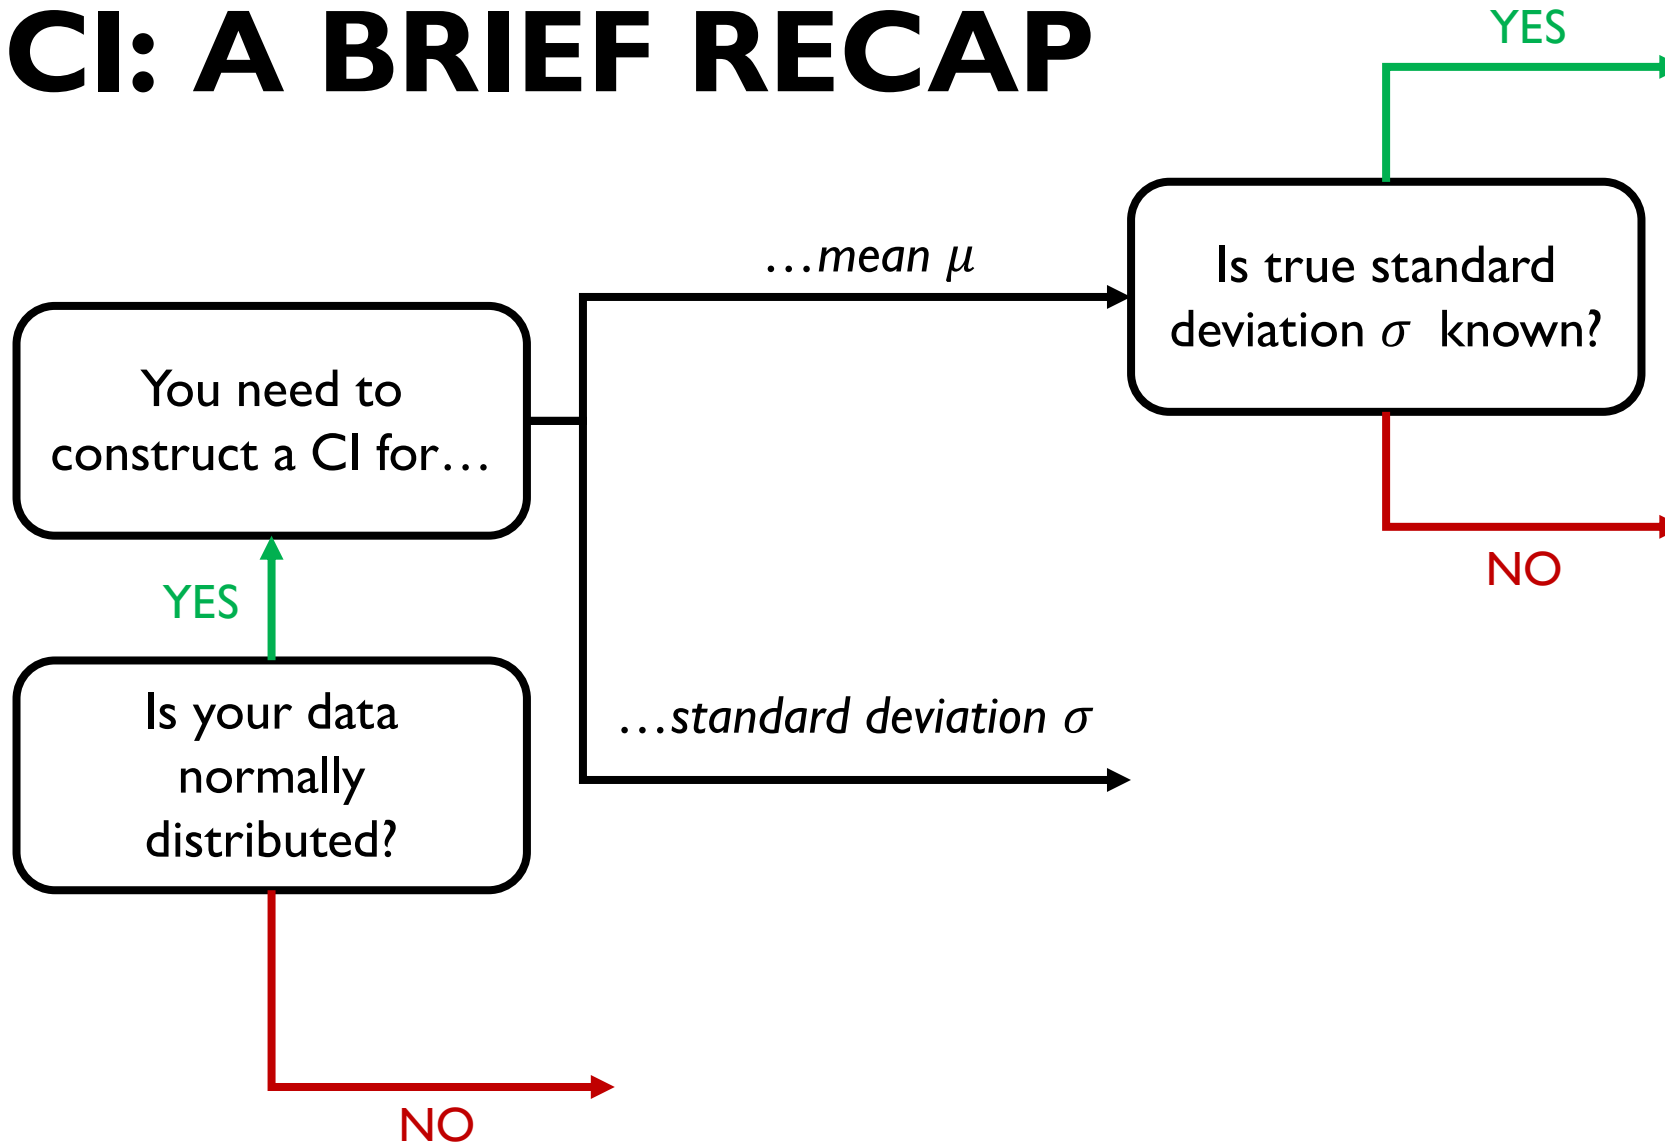 CI: A BRIEF RECAP
YES
…mean μ
Is true standard
deviation σ known?
You need to
construct a CI for…
NO
YES
Is your data
normally
distributed?
…standard deviation σ
NO